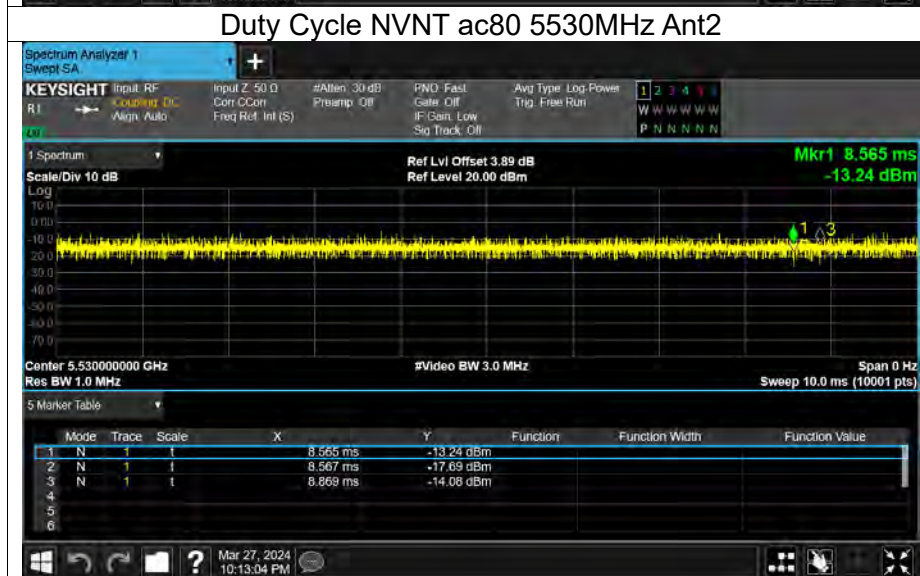 Duty Cycle NVNT ac80 5530MHz Ant2
Spectrum Analyzer 1
Swept SA
+
KEYSIGHT Input: RF Input Z: 50 Ω #Atten: 30 dB PNO: Fast Avg Type: Log-Power 1 2 3 4 5 6
R L Coupling: DC Corr CCorr Preamp: Off Gate: Off Trig: Free Run W W W W W W
Align: Auto Freq Ref: Int (S) IF Gain: Low
Sig Track: Off P N N N N N
1 Spectrum
Ref Lvl Offset 3.89 dB Mkr1 8.565 ms
Scale/Div 10 dB Ref Level 20.00 dBm -13.24 dBm
Log
10.0
0.00
-10.0
-20.0
-30.0
-40.0
-50.0
-60.0
-70.0
1 3
Center 5.530000000 GHz #Video BW 3.0 MHz Span 0 Hz
Res BW 1.0 MHz Sweep 10.0 ms (10001 pts)
5 Marker Table
Mode Trace Scale X Y Function Function Width Function Value
1 N 1 t 8.565 ms -13.24 dBm
2 N 1 t 8.567 ms -17.69 dBm
3 N 1 t 8.869 ms -14.08 dBm
4
5
6
? Mar 27, 2024
10:13:04 PM